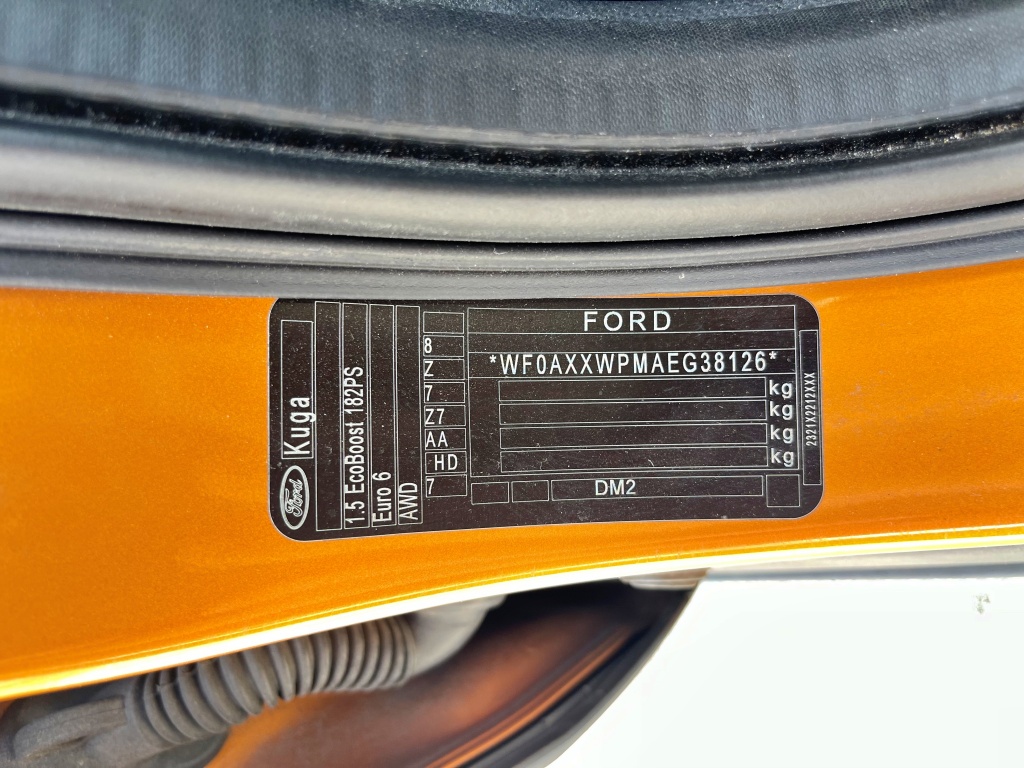 FORD
*WF0AXXWPMAEG38126*
kg
kg
kg
kg
DM2
2321X2212XXX
8
Z
7
Z7
AA
HD
7
Ford
Kuga
1.5 EcoBoost 182PS
Euro 6
AWD